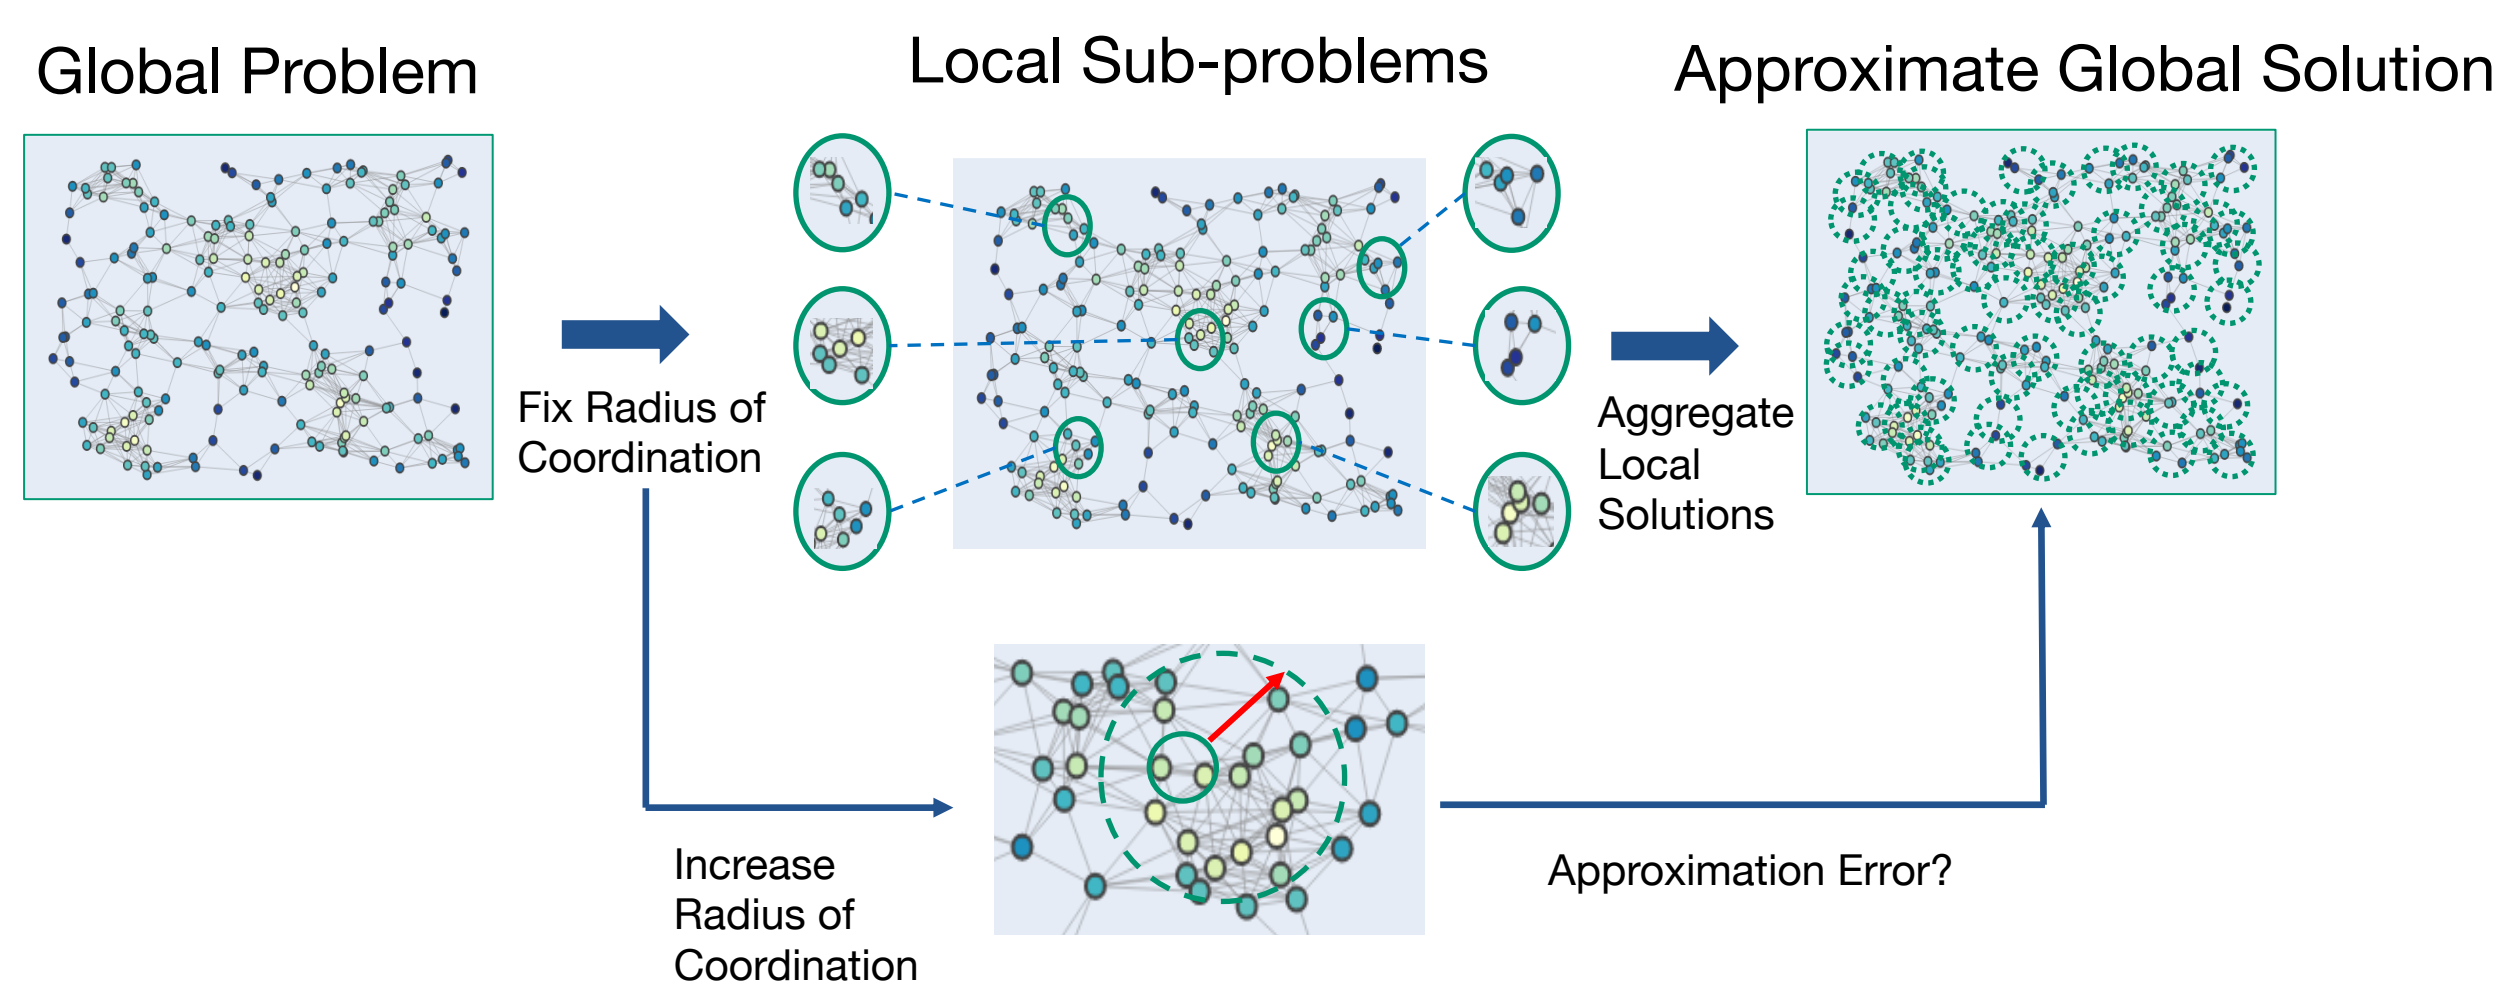 Global Problem
Local Sub-problems
Approximate Global Solution
Fix Radius of
Coordination
Aggregate
Local
Solutions
Increase
Radius of
Coordination
Approximation Error?